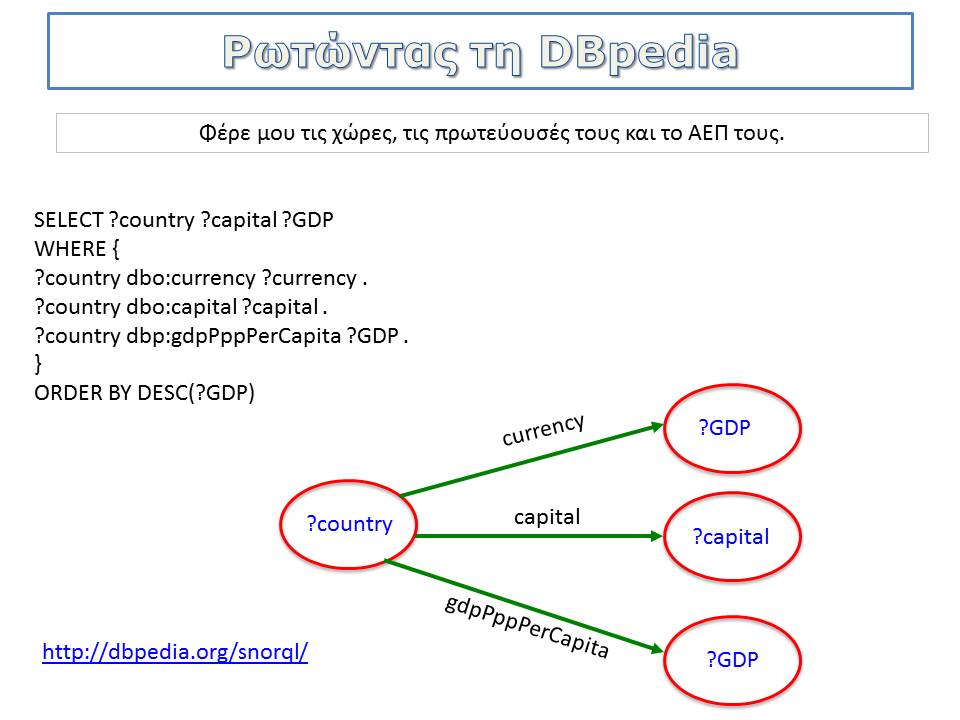 Ρωτώντας τη DBpedia
Φέρε μου τις χώρες, τις πρωτεύουσές τους και το ΑΕΠ τους.
SELECT ?country ?capital ?GDP
WHERE {
?country dbo:currency ?currency .
?country dbo:capital ?capital .
?country dbp:gdpPppPerCapita ?GDP .
}
ORDER BY DESC(?GDP)
currency
?GDP
?country
capital
?capital
gdpPppPerCapita
?GDP
http://dbpedia.org/snorql/